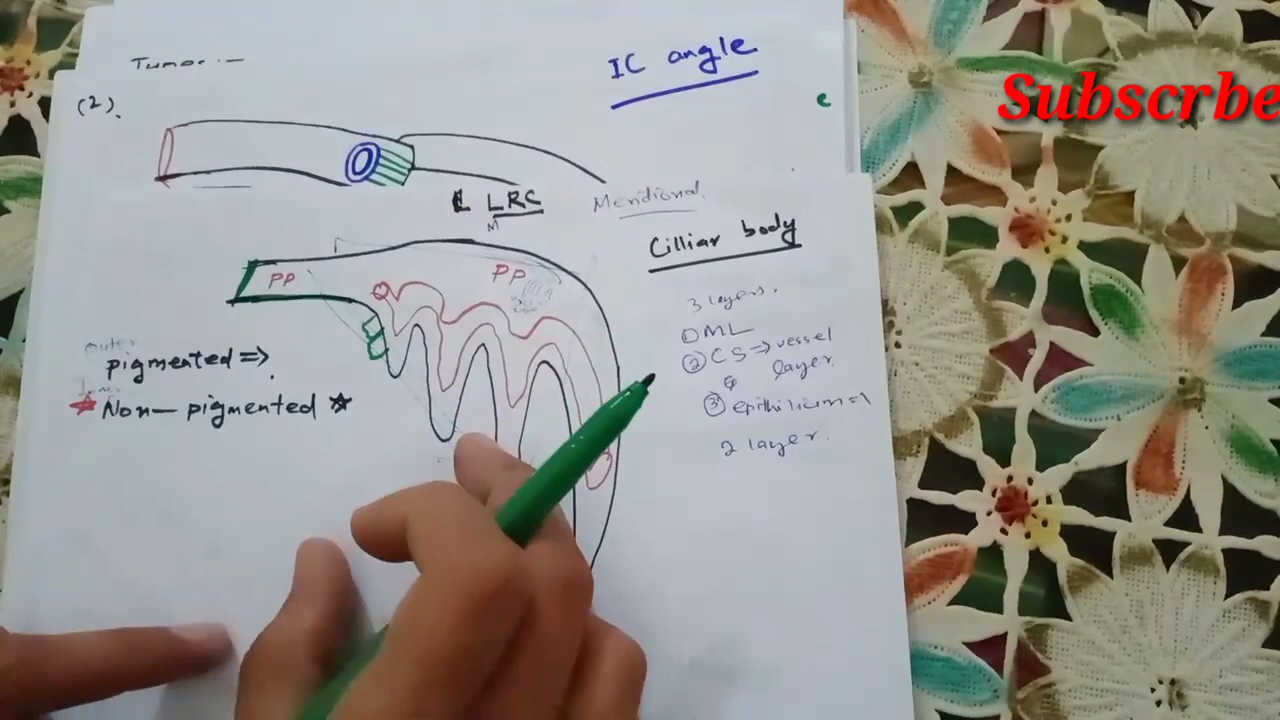 IC angle
Subscrbe
(2).
LRC
M
Meridional.
Cilliar body
PP
PP
3 layers.
① ML
② CS → vessel
layer.
③ epithilium ⇒
2 layer.
Outer
pigmented ⇒
Non- pigmented